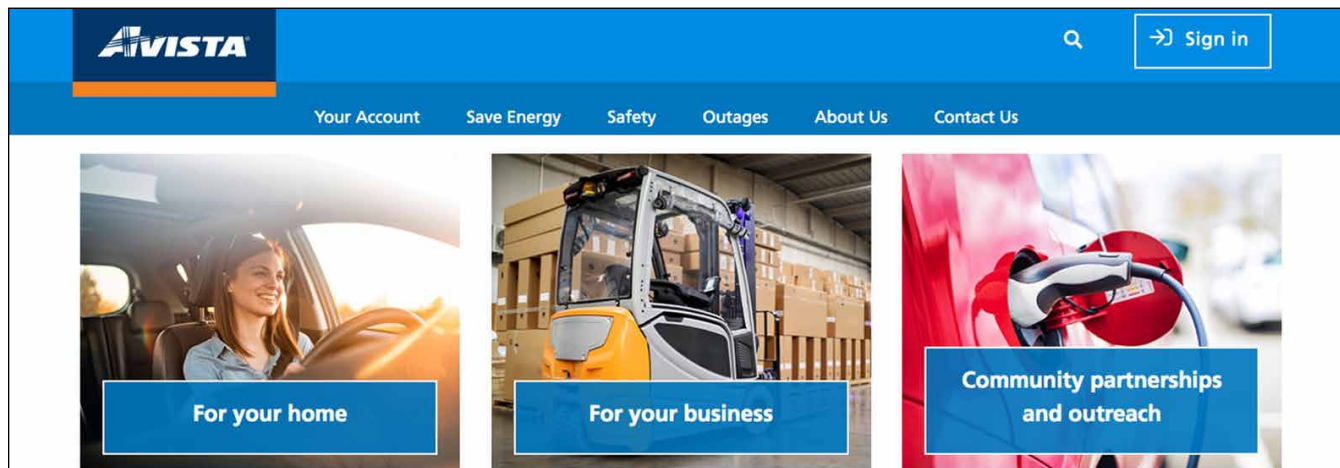 AVISTA
Sign in
Your Account Save Energy Safety Outages About Us Contact Us
For your home
For your business
Community partnerships
and outreach